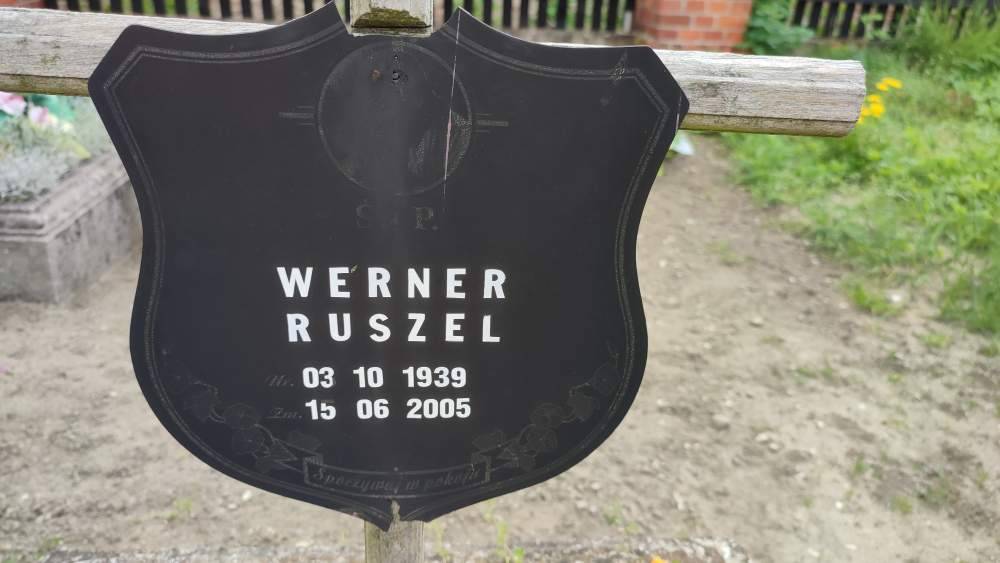 Ś. P.
WERNER
RUSZEL
Ur. 03 10 1939
Zm. 15 06 2005
Spoczywaj w pokoju